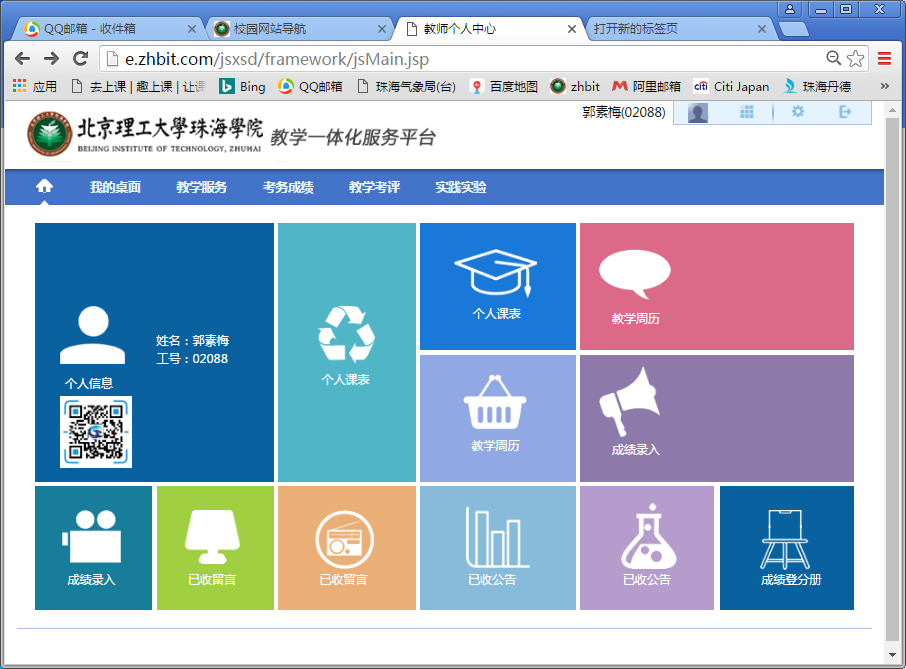 QQ邮箱 - 收件箱
校园网站导航
教师个人中心
打开新的标签页
e.zhbit.com/jsxsd/framework/jsMain.jsp
应用
去上课 | 趣上课 | 让课
Bing
QQ邮箱
珠海气象局(台)
百度地图
zhbit
阿里邮箱
citi
Citi Japan
珠海丹德
»
郭素梅(02088)
北京理工大學珠海學院
BEIJING INSTITUTE OF TECHNOLOGY, ZHUHAI
教学一体化服务平台
我的桌面
教学服务
考务成绩
教学考评
实践实验
姓名：郭素梅
工号：02088
个人信息
个人课表
个人课表
教学周历
教学周历
成绩录入
成绩录入
已收留言
已收留言
已收公告
已收公告
成绩登分册